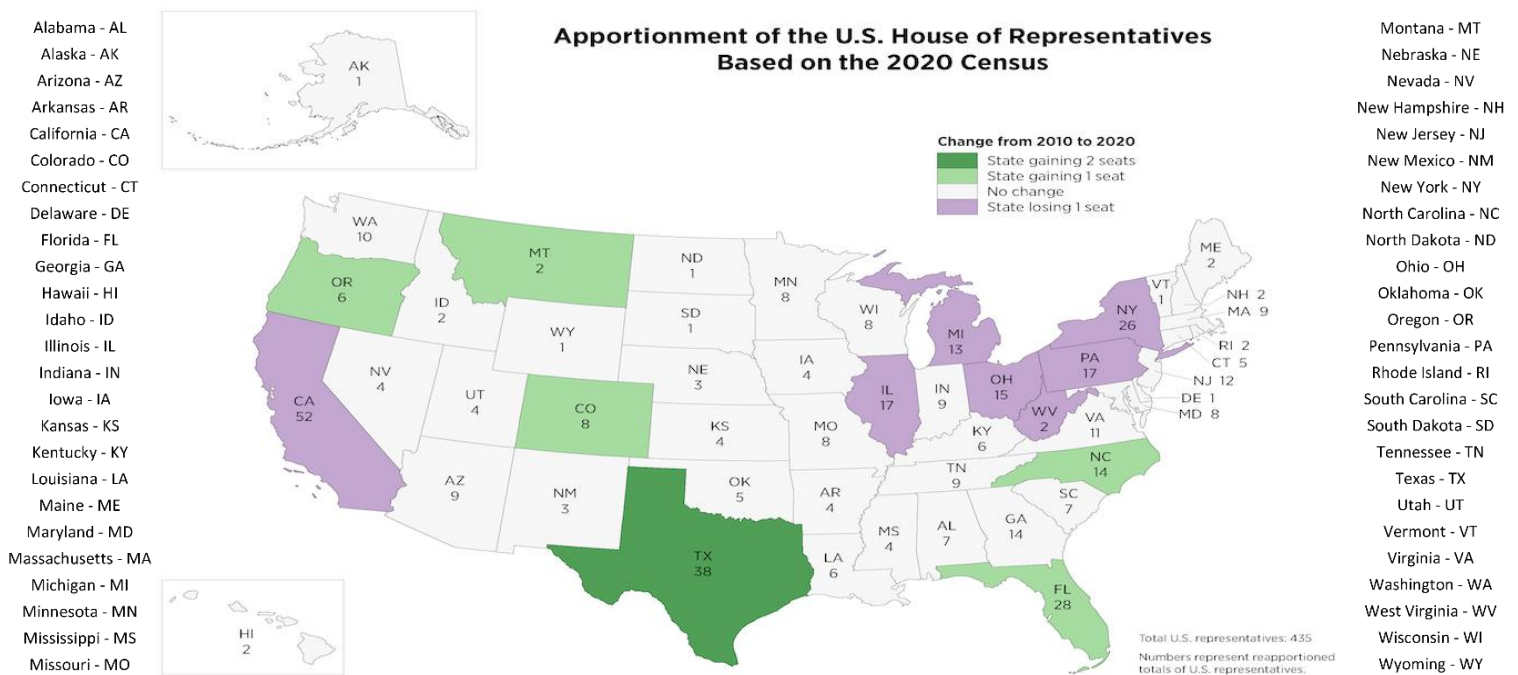 Alabama - AL
Alaska - AK
Arizona - AZ
Arkansas - AR
California - CA
Colorado - CO
Connecticut - CT
Delaware - DE
Florida - FL
Georgia - GA
Hawaii - HI
Idaho - ID
Illinois - IL
Indiana - IN
Iowa - IA
Kansas - KS
Kentucky - KY
Louisiana - LA
Maine - ME
Maryland - MD
Massachusetts - MA
Michigan - MI
Minnesota - MN
Mississippi - MS
Missouri - MO
Apportionment of the U.S. House of Representatives
Based on the 2020 Census
Change from 2010 to 2020
State gaining 2 seats
State gaining 1 seat
No change
State losing 1 seat
AK
1
WA
10
OR
6
CA
52
ID
2
NV
4
MT
2
WY
1
UT
4
CO
8
AZ
9
NM
3
ND
1
SD
1
NE
3
KS
4
OK
5
TX
38
MN
8
IA
4
MO
8
AR
4
LA
6
WI
8
IL
17
MI
13
IN
9
OH
15
KY
6
TN
9
MS
4
AL
7
GA
14
FL
28
SC
7
NC
14
VA
11
WV
2
PA
17
NY
26
VT
1
ME
2
NH 2
MA 9
RI 2
CT 5
NJ 12
DE 1
MD 8
HI
2
Total U.S. representatives: 435
Numbers represent reapportioned
totals of U.S. representatives.
Montana - MT
Nebraska - NE
Nevada - NV
New Hampshire - NH
New Jersey - NJ
New Mexico - NM
New York - NY
North Carolina - NC
North Dakota - ND
Ohio - OH
Oklahoma - OK
Oregon - OR
Pennsylvania - PA
Rhode Island - RI
South Carolina - SC
South Dakota - SD
Tennessee - TN
Texas - TX
Utah - UT
Vermont - VT
Virginia - VA
Washington - WA
West Virginia - WV
Wisconsin - WI
Wyoming - WY